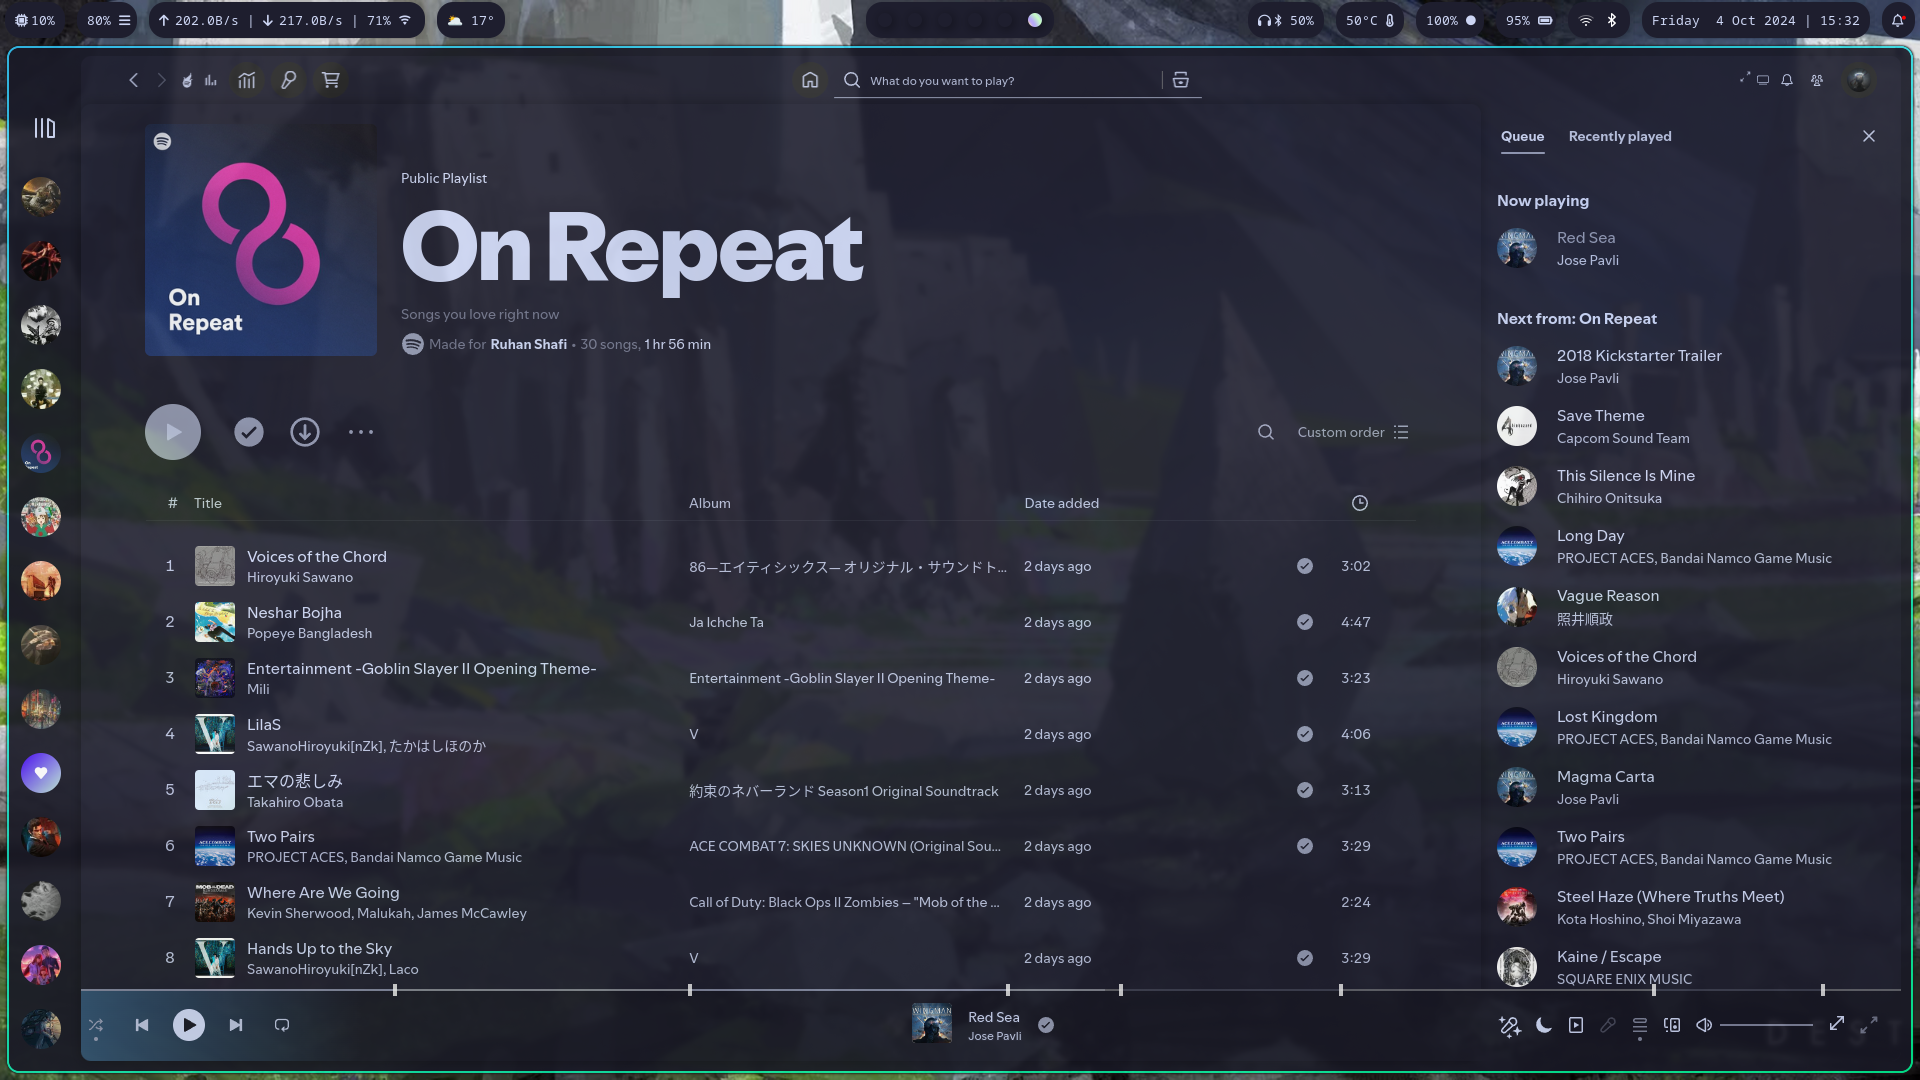 10% 80% 202.0B/s | 217.0B/s | 71% 17° 50% 50°C 100% 95% Friday 4 Oct 2024 | 15:32
What do you want to play?
On
Repeat
Public Playlist
On Repeat
Songs you love right now
Made for Ruhan Shafi • 30 songs, 1 hr 56 min
Custom order
# Title Album Date added
1 Voices of the Chord 86—エイティシックス— オリジナル・サウンドト... 2 days ago 3:02
Hiroyuki Sawano
2 Neshar Bojha Ja Ichche Ta 2 days ago 4:47
Popeye Bangladesh
3 Entertainment -Goblin Slayer II Opening Theme- Entertainment -Goblin Slayer II Opening Theme- 2 days ago 3:23
Mili
4 LilaS V 2 days ago 4:06
SawanoHiroyuki[nZk], たかはしほのか
5 エマの悲しみ 約束のネバーランド Season1 Original Soundtrack 2 days ago 3:13
Takahiro Obata
6 Two Pairs ACE COMBAT 7: SKIES UNKNOWN (Original Sou... 2 days ago 3:29
PROJECT ACES, Bandai Namco Game Music
7 Where Are We Going Call of Duty: Black Ops II Zombies – "Mob of the ... 2 days ago 2:24
Kevin Sherwood, Malukah, James McCawley
8 Hands Up to the Sky V 2 days ago 3:29
SawanoHiroyuki[nZk], Laco
Queue Recently played
Now playing
Red Sea
Jose Pavli
Next from: On Repeat
2018 Kickstarter Trailer
Jose Pavli
Save Theme
Capcom Sound Team
This Silence Is Mine
Chihiro Onitsuka
Long Day
PROJECT ACES, Bandai Namco Game Music
Vague Reason
照井順政
Voices of the Chord
Hiroyuki Sawano
Lost Kingdom
PROJECT ACES, Bandai Namco Game Music
Magma Carta
Jose Pavli
Two Pairs
PROJECT ACES, Bandai Namco Game Music
Steel Haze (Where Truths Meet)
Kota Hoshino, Shoi Miyazawa
Kaine / Escape
SQUARE ENIX MUSIC
Red Sea
Jose Pavli